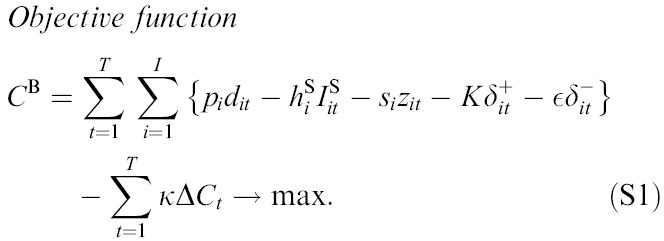 Objective function
C^B = \sum_{t=1}^{T} \sum_{i=1}^{I} \{ p_i d_{it} - h_i^S I_{it}^S - s_i z_{it} - K\delta_{it}^+ - \epsilon\delta_{it}^- \}
- \sum_{t=1}^{T} \kappa \Delta C_t \to max. (S1)